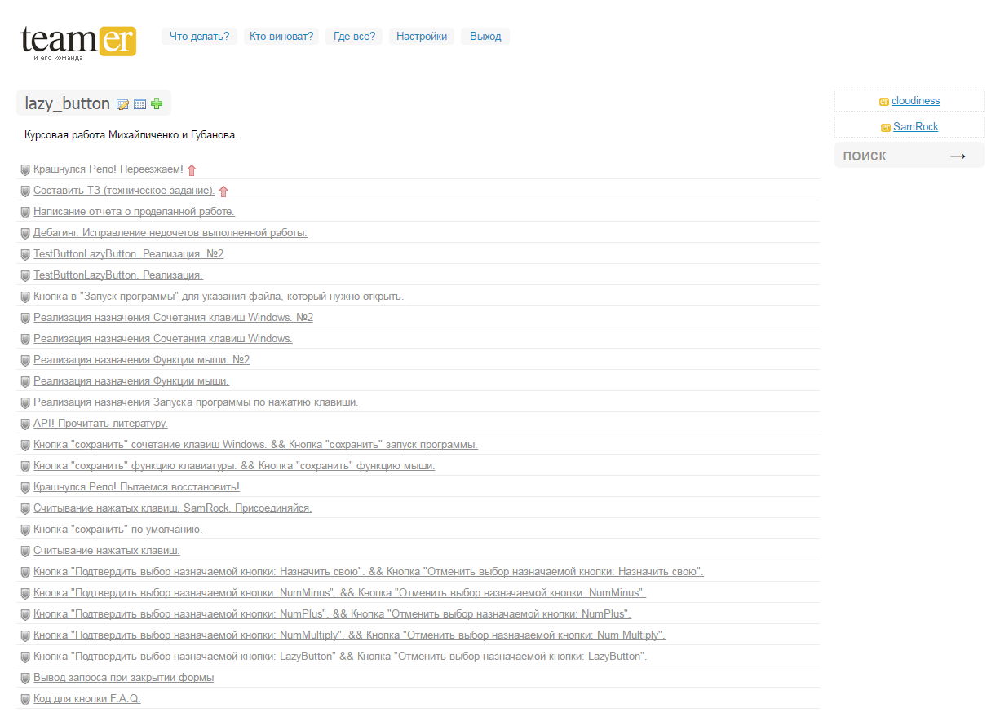 teamer
и его команда
Что делать? Кто виноват? Где все? Настройки Выход
lazy_button
Курсовая работа Михайличенко и Губанова.
Крашнулся Репо! Переезжаем!
Составить ТЗ (техническое задание).
Написание отчета о проделанной работе.
Дебагинг. Исправление недочетов выполненной работы.
TestButtonLazyButton. Реализация. №2
TestButtonLazyButton. Реализация.
Кнопка в "Запуск программы" для указания файла, который нужно открыть.
Реализация назначения Сочетания клавиш Windows. №2
Реализация назначения Сочетания клавиш Windows.
Реализация назначения Функции мыши. №2
Реализация назначения Функции мыши.
Реализация назначения Запуска программы по нажатию клавиши.
API! Прочитать литературу.
Кнопка "сохранить" сочетание клавиш Windows. && Кнопка "сохранить" запуск программы.
Кнопка "сохранить" функцию клавиатуры. && Кнопка "сохранить" функцию мыши.
Крашнулся Репо! Пытаемся восстановить!
Считывание нажатых клавиш. SamRock, Присоединяйся.
Кнопка "сохранить" по умолчанию.
Считывание нажатых клавиш.
Кнопка "Подтвердить выбор назначаемой кнопки: Назначить свою". && Кнопка "Отменить выбор назначаемой кнопки: Назначить свою".
Кнопка "Подтвердить выбор назначаемой кнопки: NumMinus". && Кнопка "Отменить выбор назначаемой кнопки: NumMinus".
Кнопка "Подтвердить выбор назначаемой кнопки: NumPlus". && Кнопка "Отменить выбор назначаемой кнопки: NumPlus".
Кнопка "Подтвердить выбор назначаемой кнопки: NumMultiply". && Кнопка "Отменить выбор назначаемой кнопки: Num Multiply".
Кнопка "Подтвердить выбор назначаемой кнопки: LazyButton" && Кнопка "Отменить выбор назначаемой кнопки: LazyButton".
Вывод запроса при закрытии формы
Код для кнопки F.A.Q.
er cloudiness
er SamRock
ПОИСК →